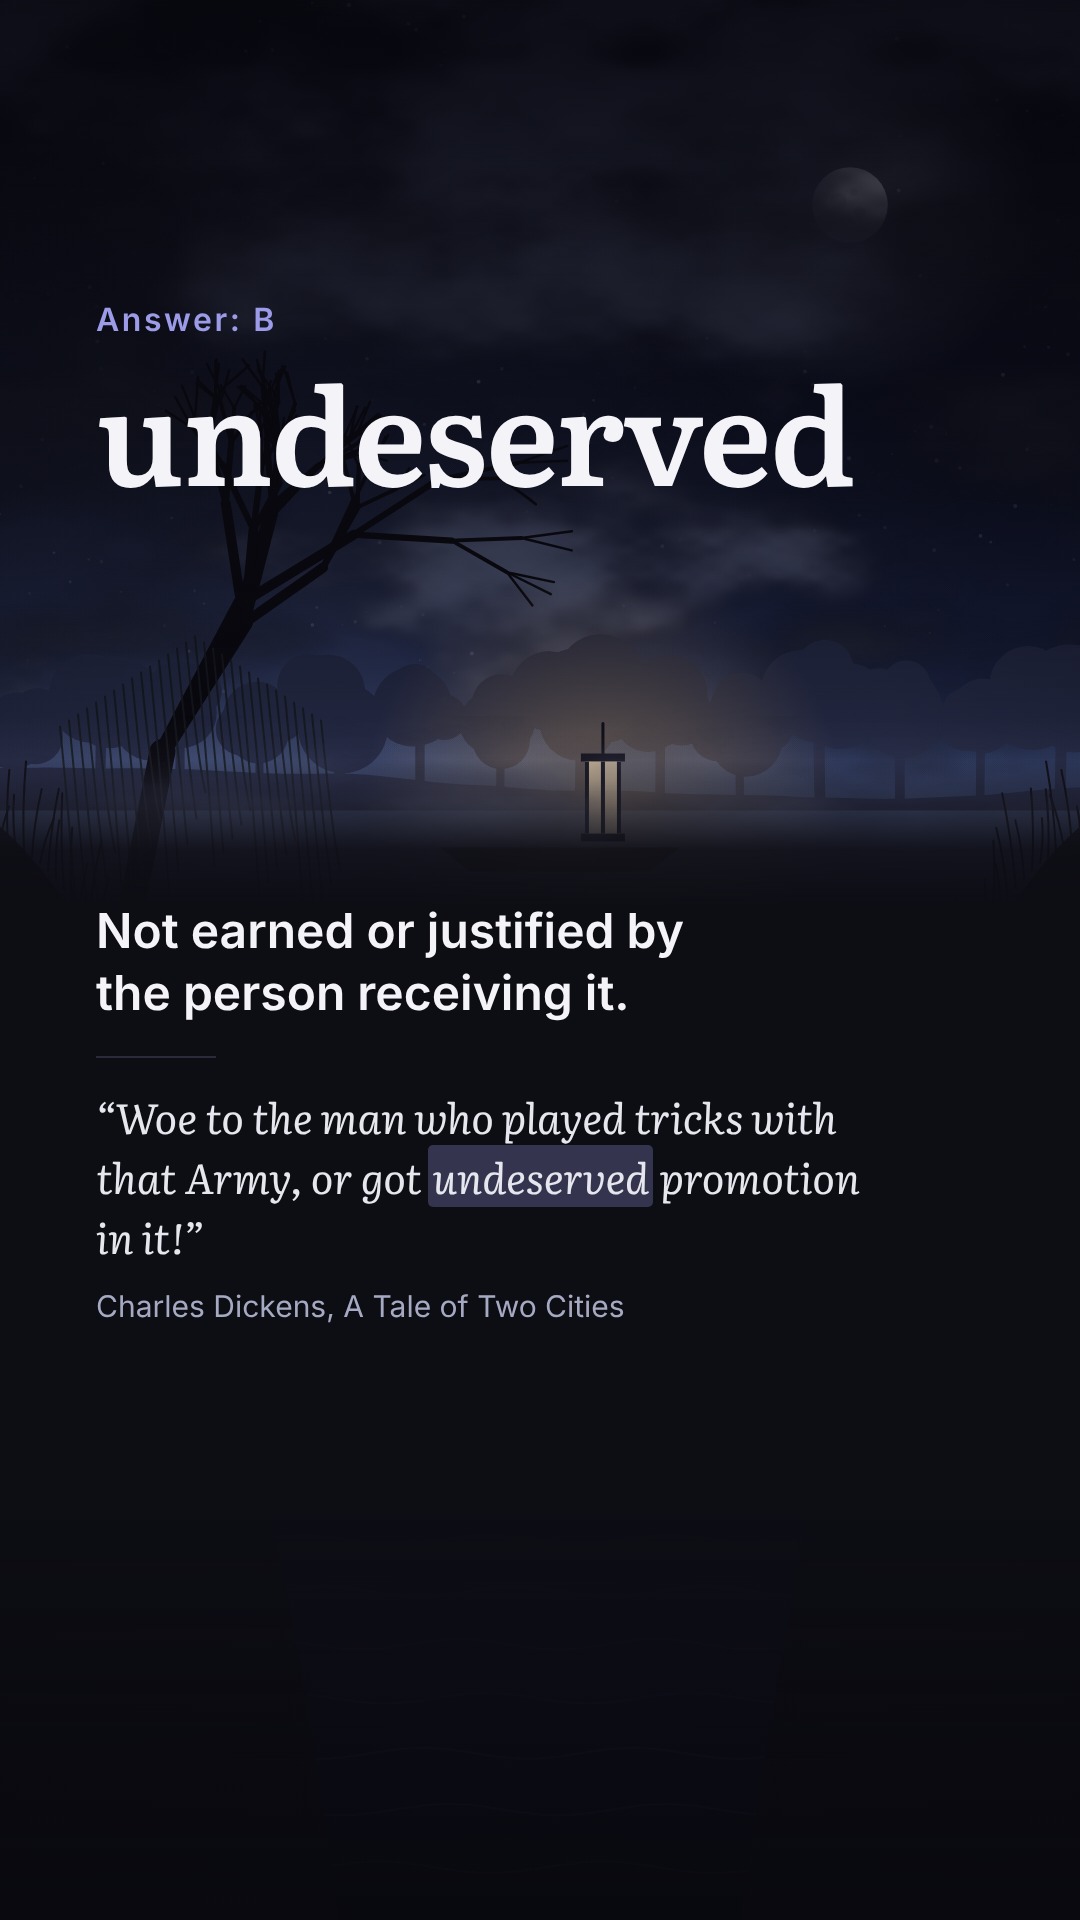 Answer: B
undeserved
Not earned or justified by
the person receiving it.
“Woe to the man who played tricks with
that Army, or got undeserved promotion
in it!”
Charles Dickens, A Tale of Two Cities